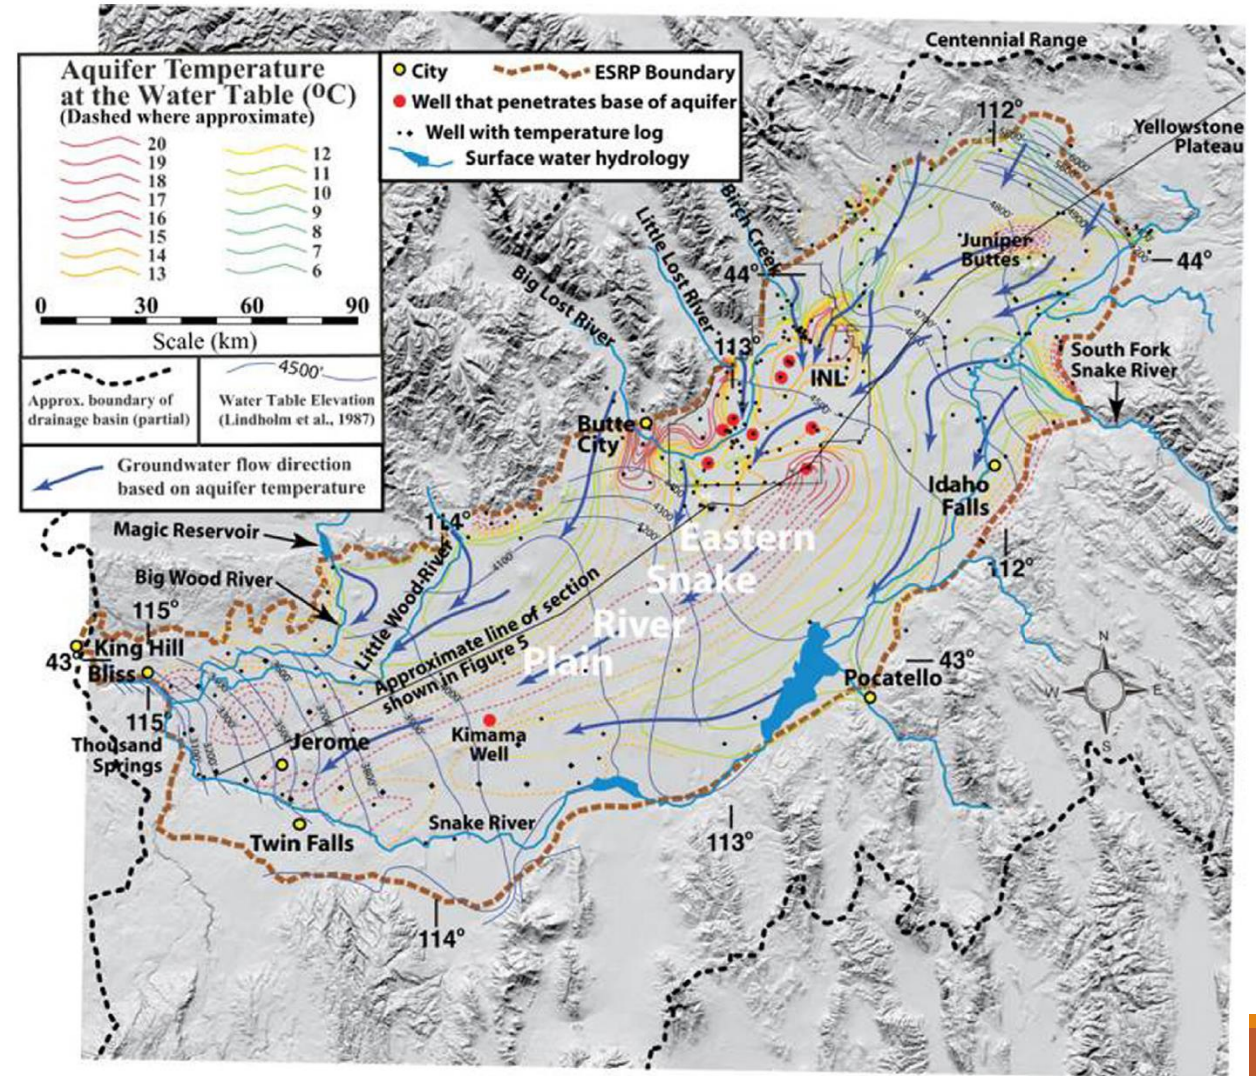 Aquifer Temperature
at the Water Table (ºC)
(Dashed where approximate)
20
19
18
17
16
15
14
13
12
11
10
9
8
7
6
0 30 60 90
Scale (km)
Approx. boundary of
drainage basin (partial)
4500'
Water Table Elevation
(Lindholm et al., 1987)
Groundwater flow direction
based on aquifer temperature
City
ESRP Boundary
Well that penetrates base of aquifer
Well with temperature log
Surface water hydrology
Centennial Range
112°
Yellowstone
Plateau
Birch Creek
Little Lost River
Big Lost River
44°
44°
Juniper
Buttes
4800'
4700'
113°
INL
4500'
South Fork
Snake River
Butte
City
Idaho
Falls
4300'
4200'
4100'
114°
Magic Reservoir
Big Wood River
Little Wood River
115°
King Hill
43°
Bliss
115
Thousand
Springs
Eastern
Snake
River
Plain
Approximate line of section
shown in Figure 5
112°
43°
Pocatello
Kimama
Well
Jerome
Twin Falls
Snake River
113°
114°
N
W
E
S